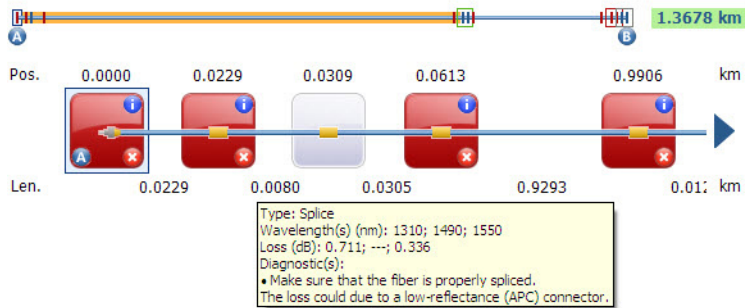 A
B
1.3678 km
Pos. 0.0000 0.0229 0.0309 0.0613 0.9906 km
i i i i
A
Len. 0.0229 0.0080 0.0305 0.9293 0.012 km
Type: Splice
Wavelength(s) (nm): 1310; 1490; 1550
Loss (dB): 0.711; ---; 0.336
Diagnostic(s):
• Make sure that the fiber is properly spliced.
The loss could due to a low-reflectance (APC) connector.